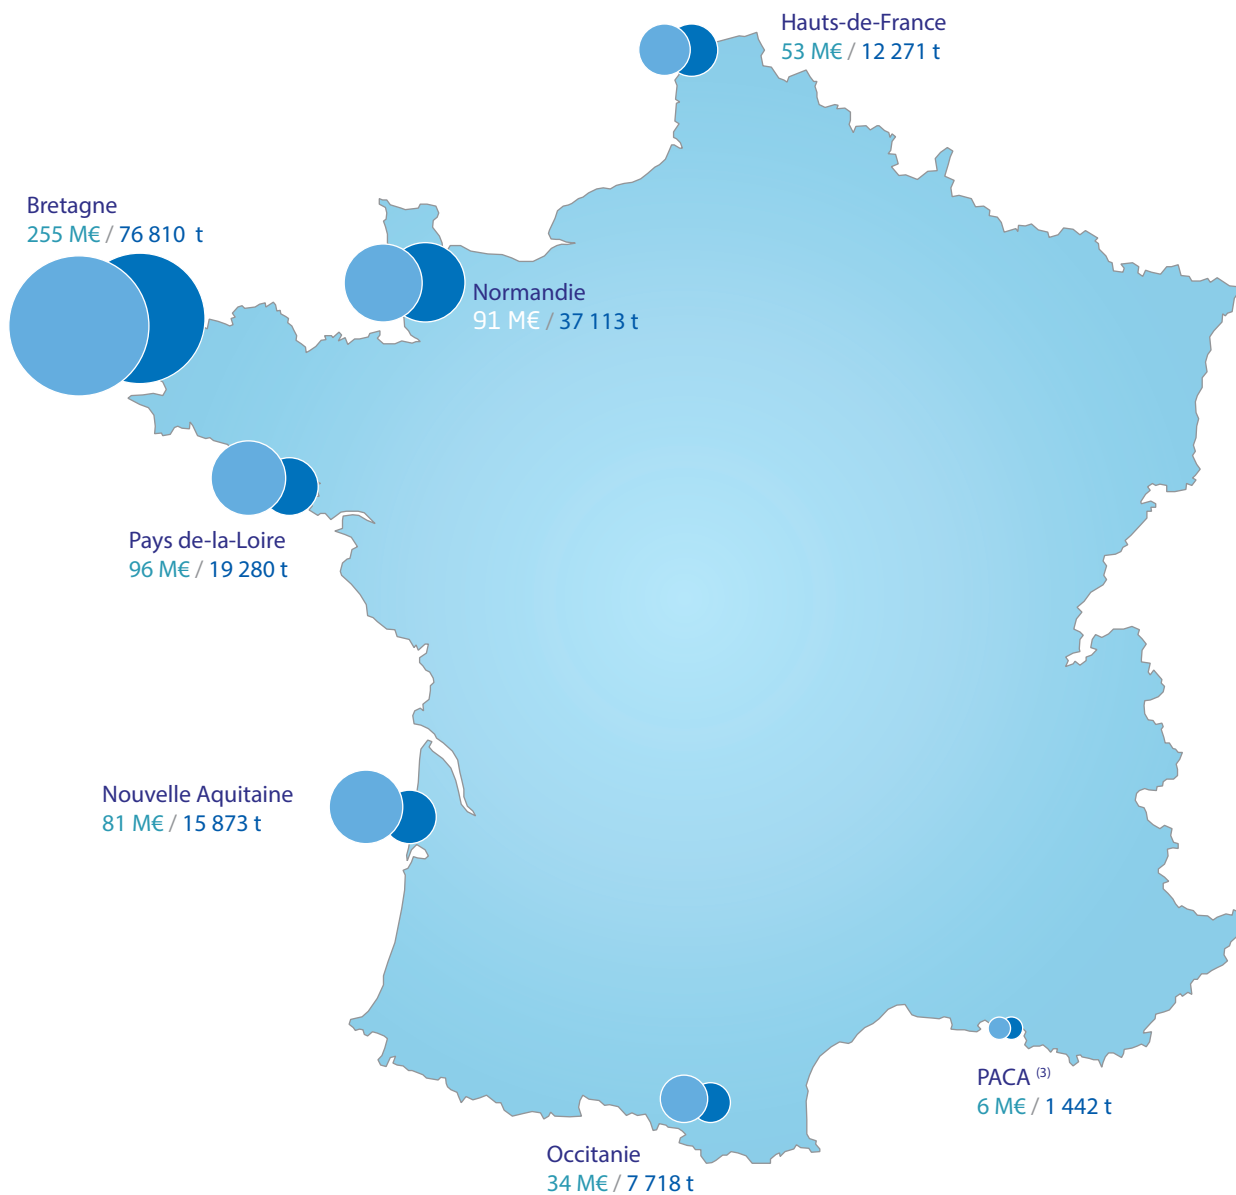 Hauts-de-France
53 M€ / 12 271 t
Bretagne
255 M€ / 76 810 t
Normandie
91 M€ / 37 113 t
Pays de-la-Loire
96 M€ / 19 280 t
Nouvelle Aquitaine
81 M€ / 15 873 t
PACA (3)
6 M€ / 1 442 t
Occitanie
34 M€ / 7 718 t